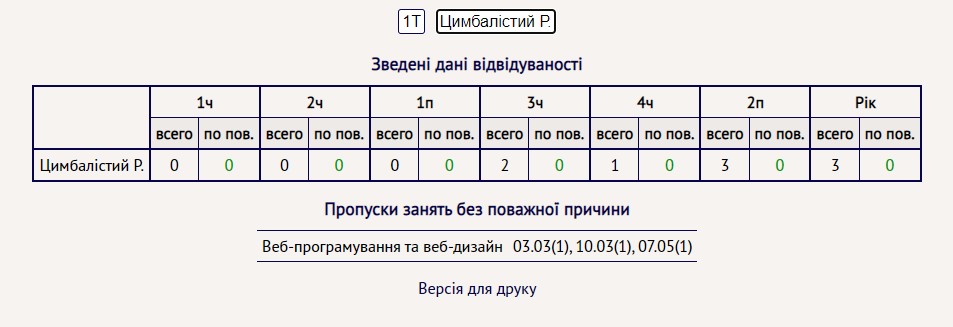 1Т Цимбалістий Р.
Зведені дані відвідуваності
1ч 2ч 1п 3ч 4ч 2п Рік
всего по пов. всего по пов. всего по пов. всего по пов. всего по пов. всего по пов. всего по пов.
Цимбалістий Р. 0 0 0 0 0 0 2 0 1 0 3 0 3 0
Пропуски занять без поважної причини
Веб-програмування та веб-дизайн 03.03(1), 10.03(1), 07.05(1)
Версія для друку